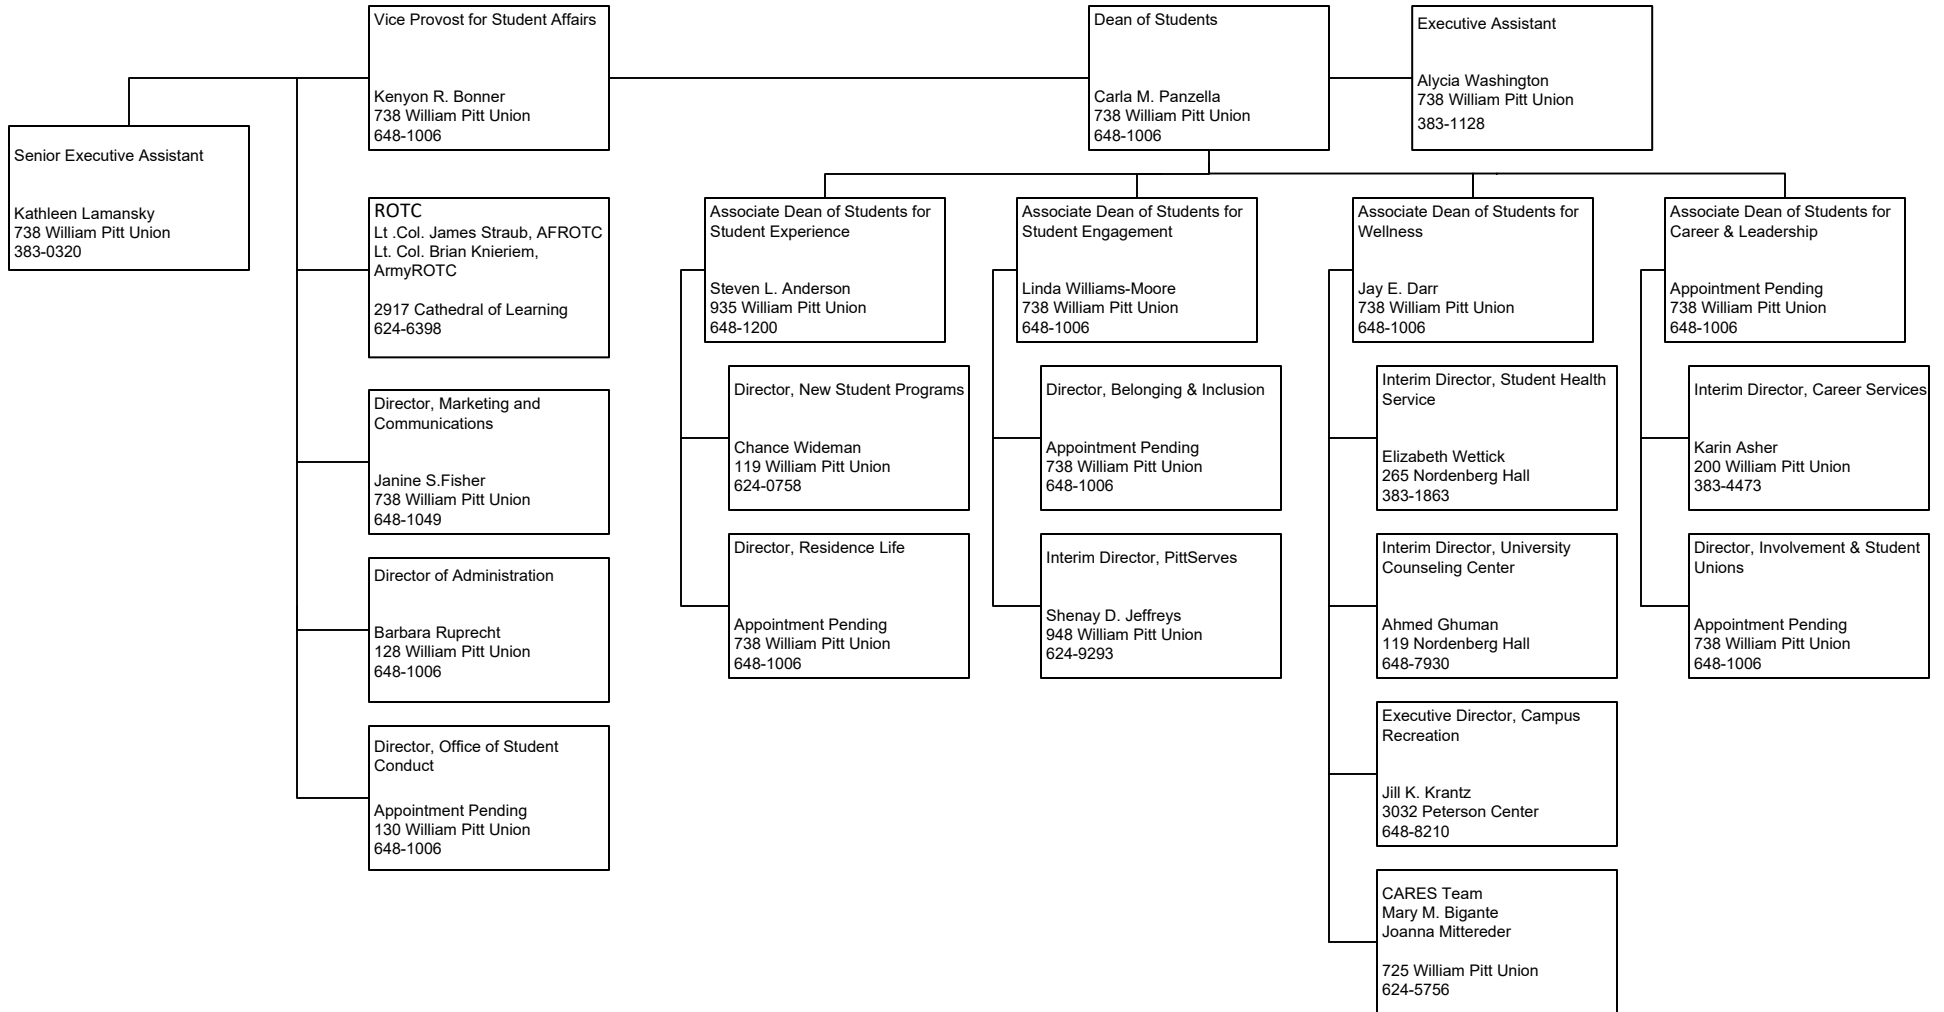 Vice Provost for Student Affairs
Kenyon R. Bonner
738 William Pitt Union
648-1006
Dean of Students
Carla M. Panzella
738 William Pitt Union
648-1006
Executive Assistant
Alycia Washington
738 William Pitt Union
383-1128
Senior Executive Assistant
Kathleen Lamansky
738 William Pitt Union
383-0320
ROTC
Lt .Col. James Straub, AFROTC
Lt. Col. Brian Knieriem,
ArmyROTC
2917 Cathedral of Learning
624-6398
Director, Marketing and
Communications
Janine S.Fisher
738 William Pitt Union
648-1049
Director of Administration
Barbara Ruprecht
128 William Pitt Union
648-1006
Director, Office of Student
Conduct
Appointment Pending
130 William Pitt Union
648-1006
Associate Dean of Students for
Student Experience
Steven L. Anderson
935 William Pitt Union
648-1200
Director, New Student Programs
Chance Wideman
119 William Pitt Union
624-0758
Director, Residence Life
Appointment Pending
738 William Pitt Union
648-1006
Associate Dean of Students for
Student Engagement
Linda Williams-Moore
738 William Pitt Union
648-1006
Director, Belonging & Inclusion
Appointment Pending
738 William Pitt Union
648-1006
Interim Director, PittServes
Shenay D. Jeffreys
948 William Pitt Union
624-9293
Associate Dean of Students for
Wellness
Jay E. Darr
738 William Pitt Union
648-1006
Interim Director, Student Health
Service
Elizabeth Wettick
265 Nordenberg Hall
383-1863
Interim Director, University
Counseling Center
Ahmed Ghuman
119 Nordenberg Hall
648-7930
Executive Director, Campus
Recreation
Jill K. Krantz
3032 Peterson Center
648-8210
CARES Team
Mary M. Bigante
Joanna Mittereder
725 William Pitt Union
624-5756
Associate Dean of Students for
Career & Leadership
Appointment Pending
738 William Pitt Union
648-1006
Interim Director, Career Services
Karin Asher
200 William Pitt Union
383-4473
Director, Involvement & Student
Unions
Appointment Pending
738 William Pitt Union
648-1006